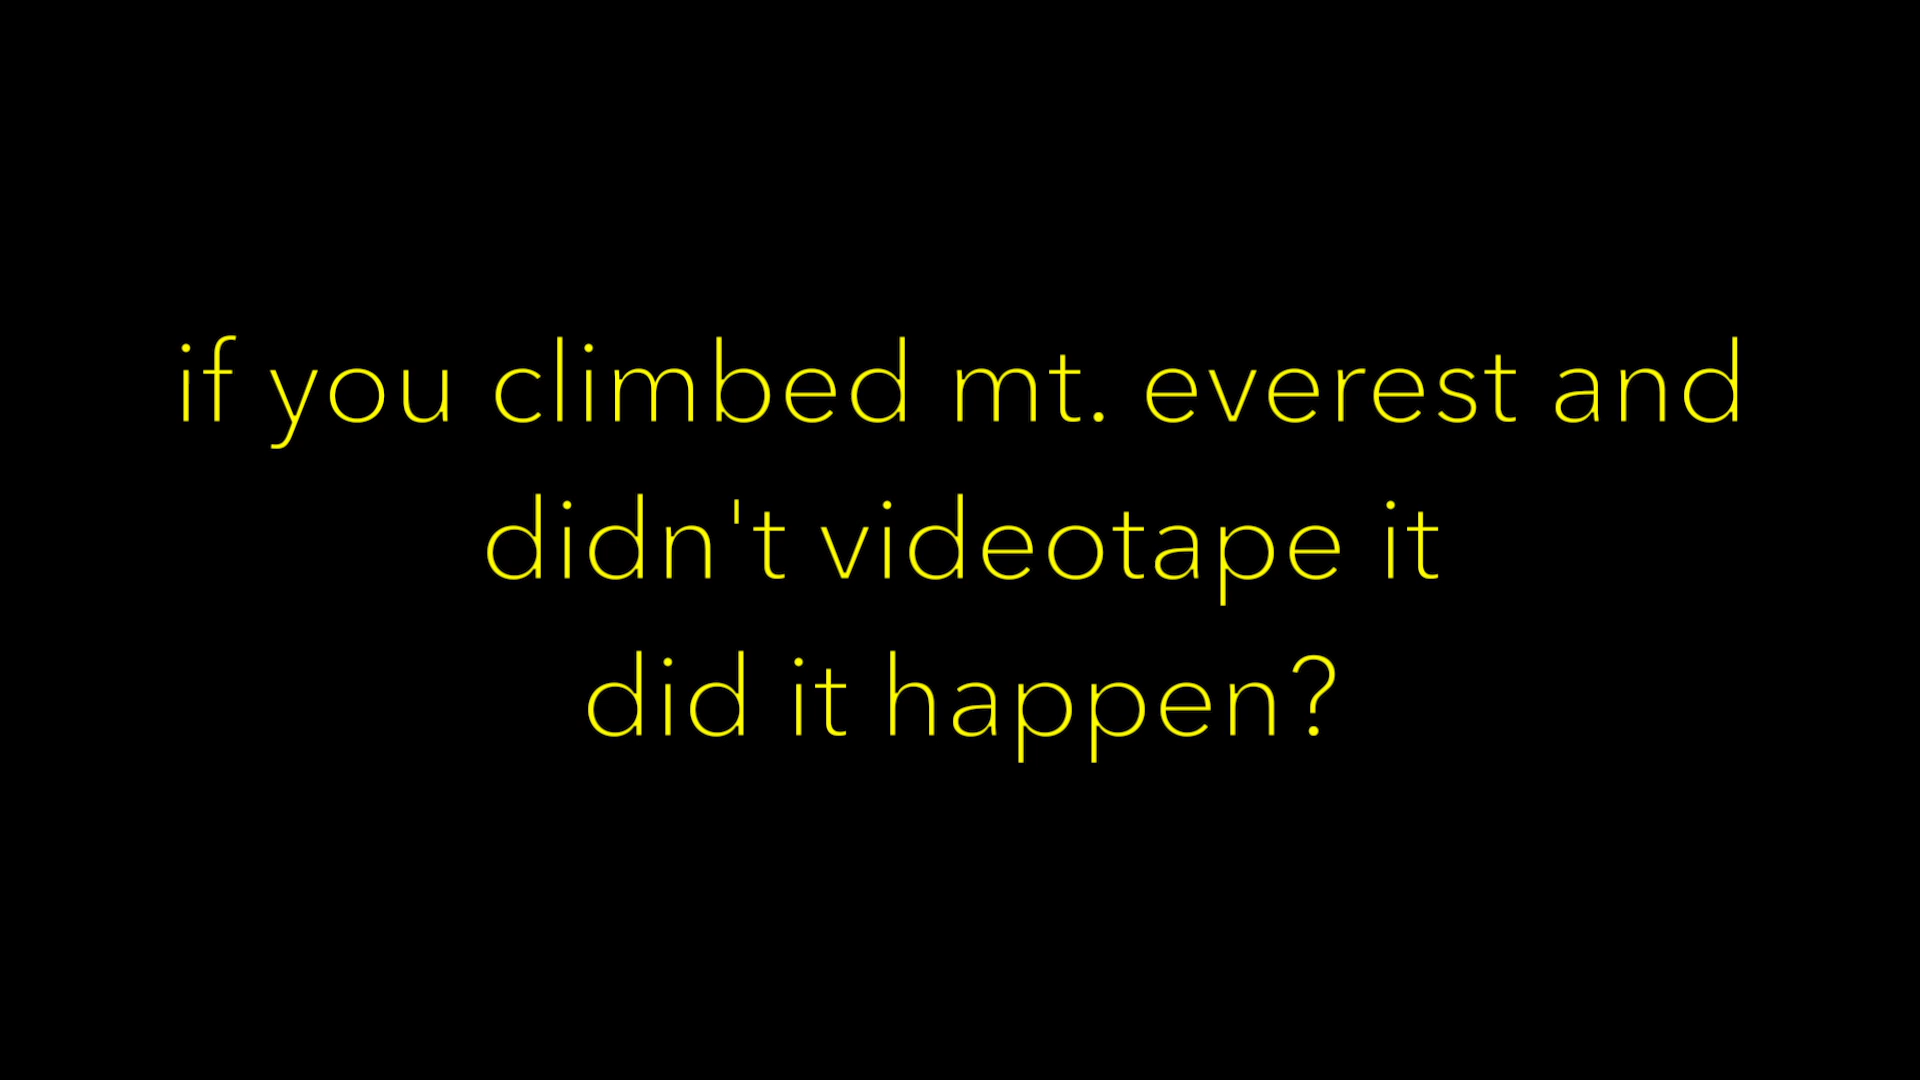 if you climbed mt. everest and
didn't videotape it
did it happen?